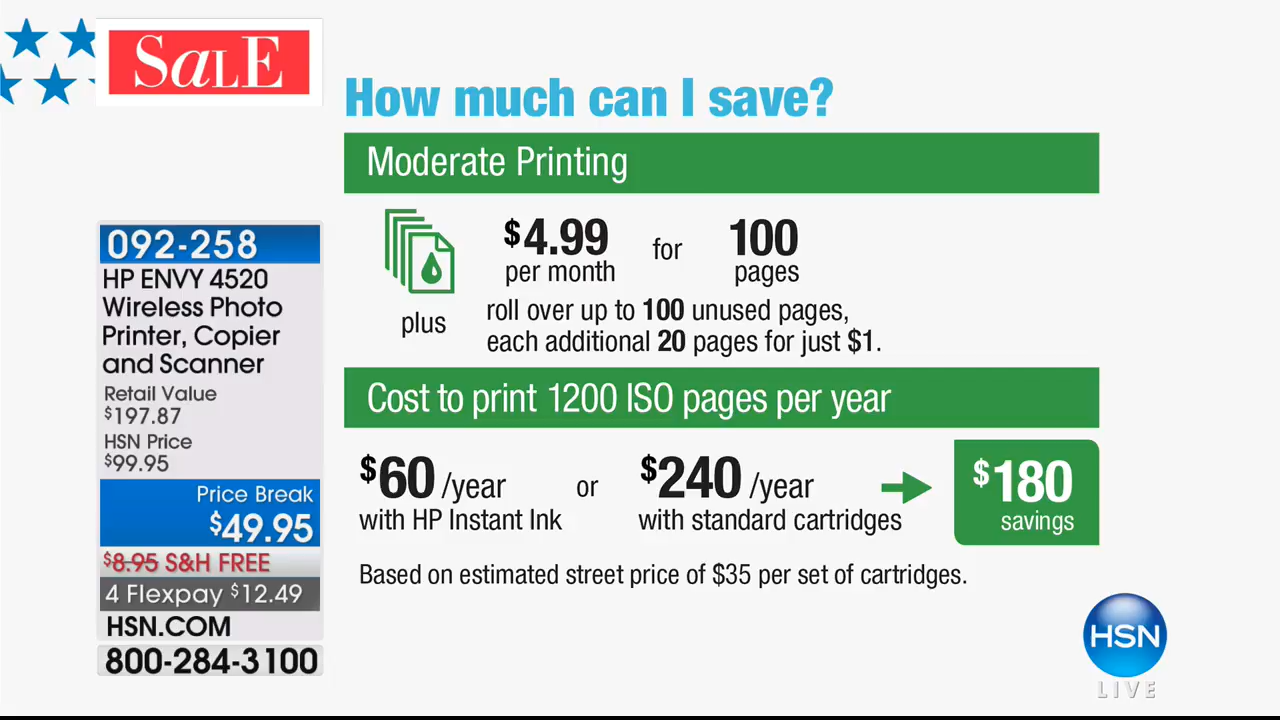 SaLE
How much can I save?
Moderate Printing
$4.99 per month for 100 pages
plus
roll over up to 100 unused pages,
each additional 20 pages for just $1.
Cost to print 1200 ISO pages per year
$60 /year or $240 /year $180
with HP Instant Ink with standard cartridges savings
Based on estimated street price of $35 per set of cartridges.
092-258
HP ENVY 4520
Wireless Photo
Printer, Copier
and Scanner
Retail Value
$197.87
HSN Price
$99.95
Price Break
$49.95
$8.95 S&H FREE
4 Flexpay $12.49
HSN.COM
800-284-3100
HSN
LIVE